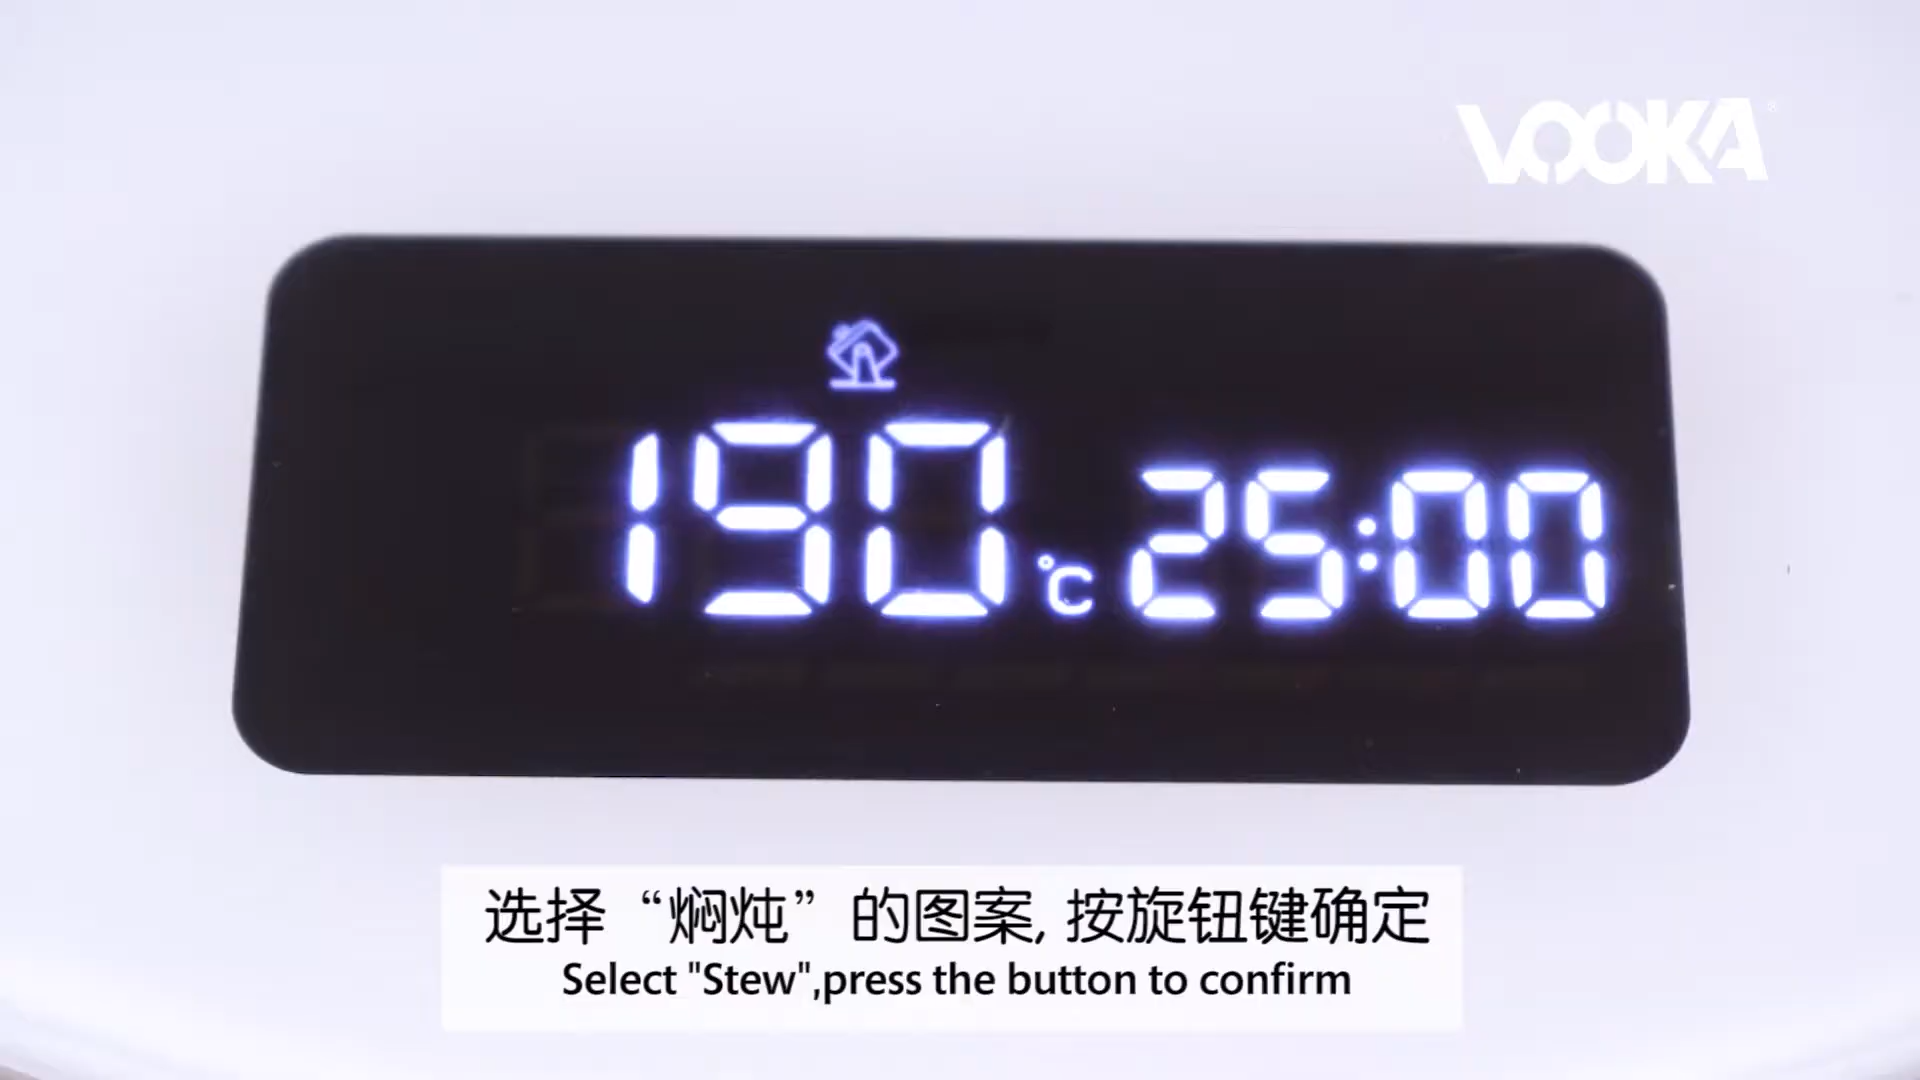 VOOKA®
190 °C 25:00
选择“焖炖”的图案, 按旋钮键确定
Select "Stew",press the button to confirm